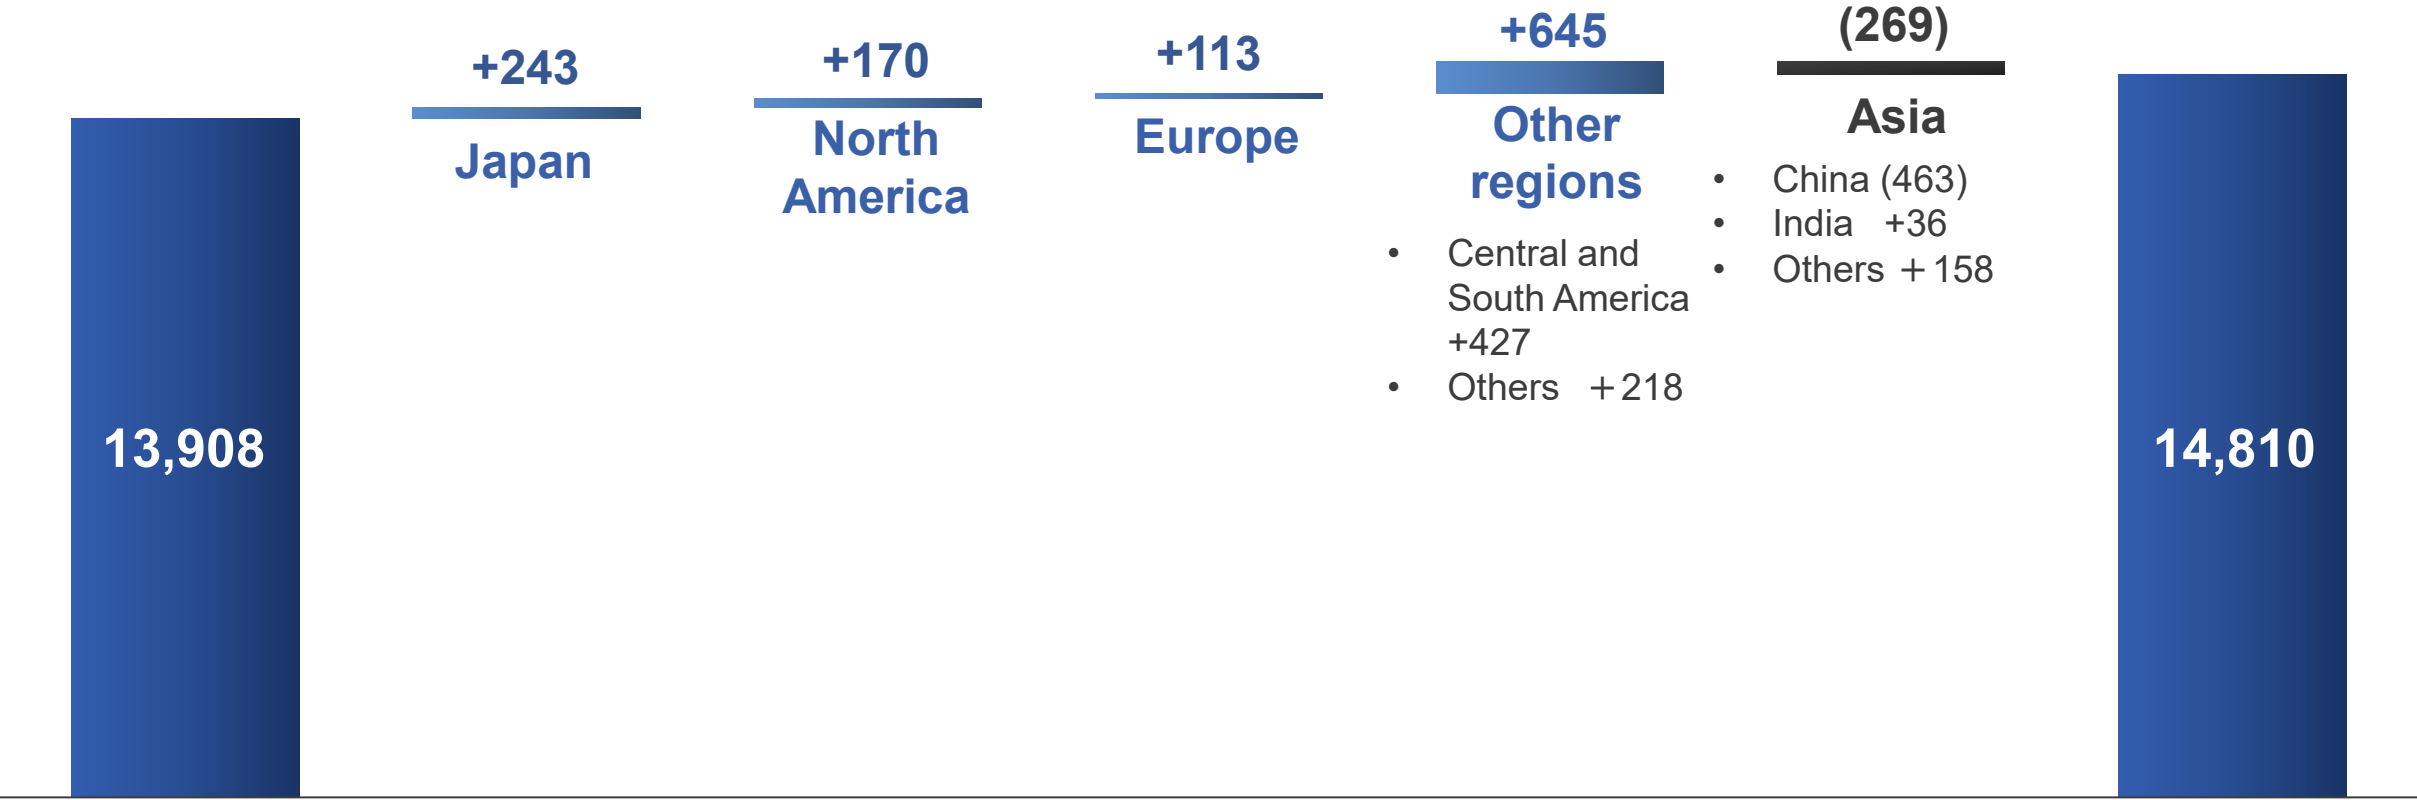 13,908
+243
Japan
+170
North
America
+113
Europe
+645
Other
regions
• Central and
South America
+427
• Others ＋218
(269)
Asia
• China (463)
• India +36
• Others ＋158
14,810